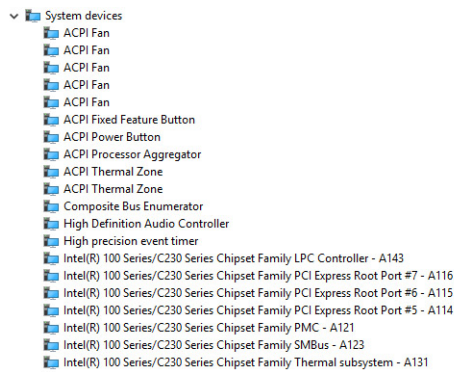 System devices
ACPI Fan
ACPI Fan
ACPI Fan
ACPI Fan
ACPI Fan
ACPI Fixed Feature Button
ACPI Power Button
ACPI Processor Aggregator
ACPI Thermal Zone
ACPI Thermal Zone
Composite Bus Enumerator
High Definition Audio Controller
High precision event timer
Intel(R) 100 Series/C230 Series Chipset Family LPC Controller - A143
Intel(R) 100 Series/C230 Series Chipset Family PCI Express Root Port #7 - A116
Intel(R) 100 Series/C230 Series Chipset Family PCI Express Root Port #6 - A115
Intel(R) 100 Series/C230 Series Chipset Family PCI Express Root Port #5 - A114
Intel(R) 100 Series/C230 Series Chipset Family PMC - A121
Intel(R) 100 Series/C230 Series Chipset Family SMBus - A123
Intel(R) 100 Series/C230 Series Chipset Family Thermal subsystem - A131